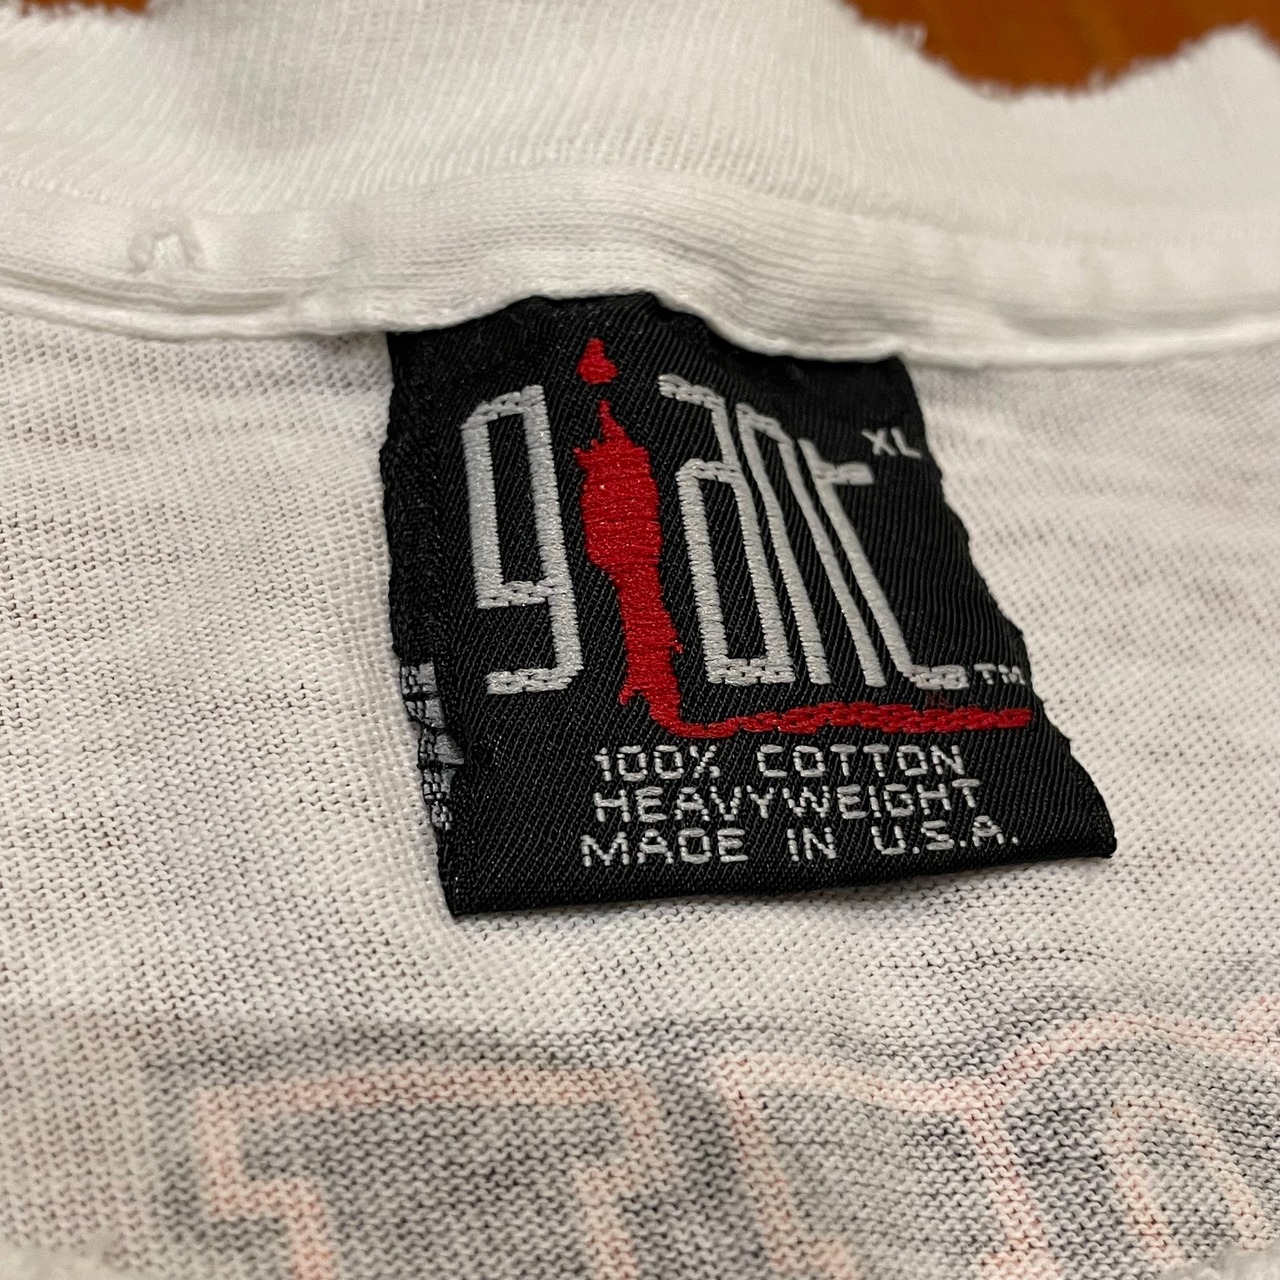 giant
XL
TM
100% COTTON
HEAVYWEIGHT
MADE IN U.S.A.